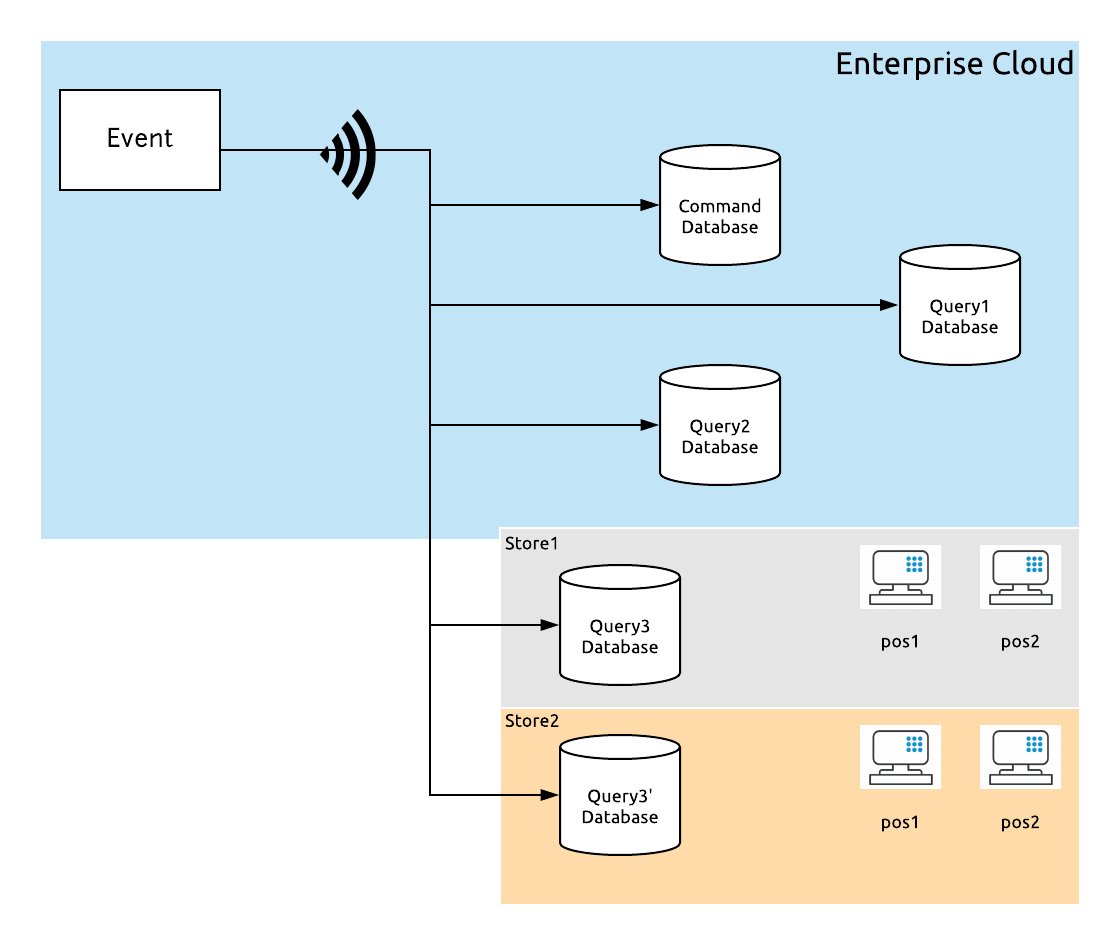 Enterprise Cloud
Event
Command
Database
Query1
Database
Query2
Database
Store1
Query3
Database
pos1
pos2
Store2
Query3'
Database
pos1
pos2